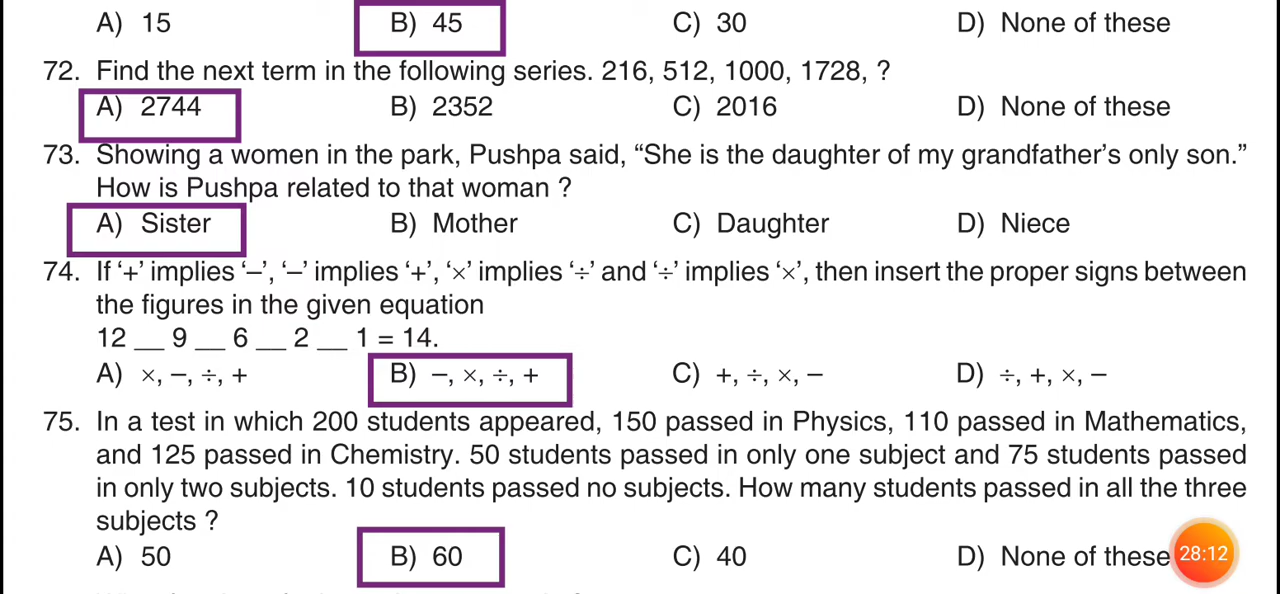 A) 15 B) 45 C) 30 D) None of these
72. Find the next term in the following series. 216, 512, 1000, 1728, ?
A) 2744 B) 2352 C) 2016 D) None of these
73. Showing a women in the park, Pushpa said, “She is the daughter of my grandfather’s only son.”
How is Pushpa related to that woman ?
A) Sister B) Mother C) Daughter D) Niece
74. If ‘+’ implies ‘–’, ‘–’ implies ‘+’, ‘×’ implies ‘÷’ and ‘÷’ implies ‘×’, then insert the proper signs between
the figures in the given equation
12 __ 9 __ 6 __ 2 __ 1 = 14.
A) ×, –, ÷, + B) –, ×, ÷, + C) +, ÷, ×, – D) ÷, +, ×, –
75. In a test in which 200 students appeared, 150 passed in Physics, 110 passed in Mathematics,
and 125 passed in Chemistry. 50 students passed in only one subject and 75 students passed
in only two subjects. 10 students passed no subjects. How many students passed in all the three
subjects ?
A) 50 B) 60 C) 40 D) None of these 28:12